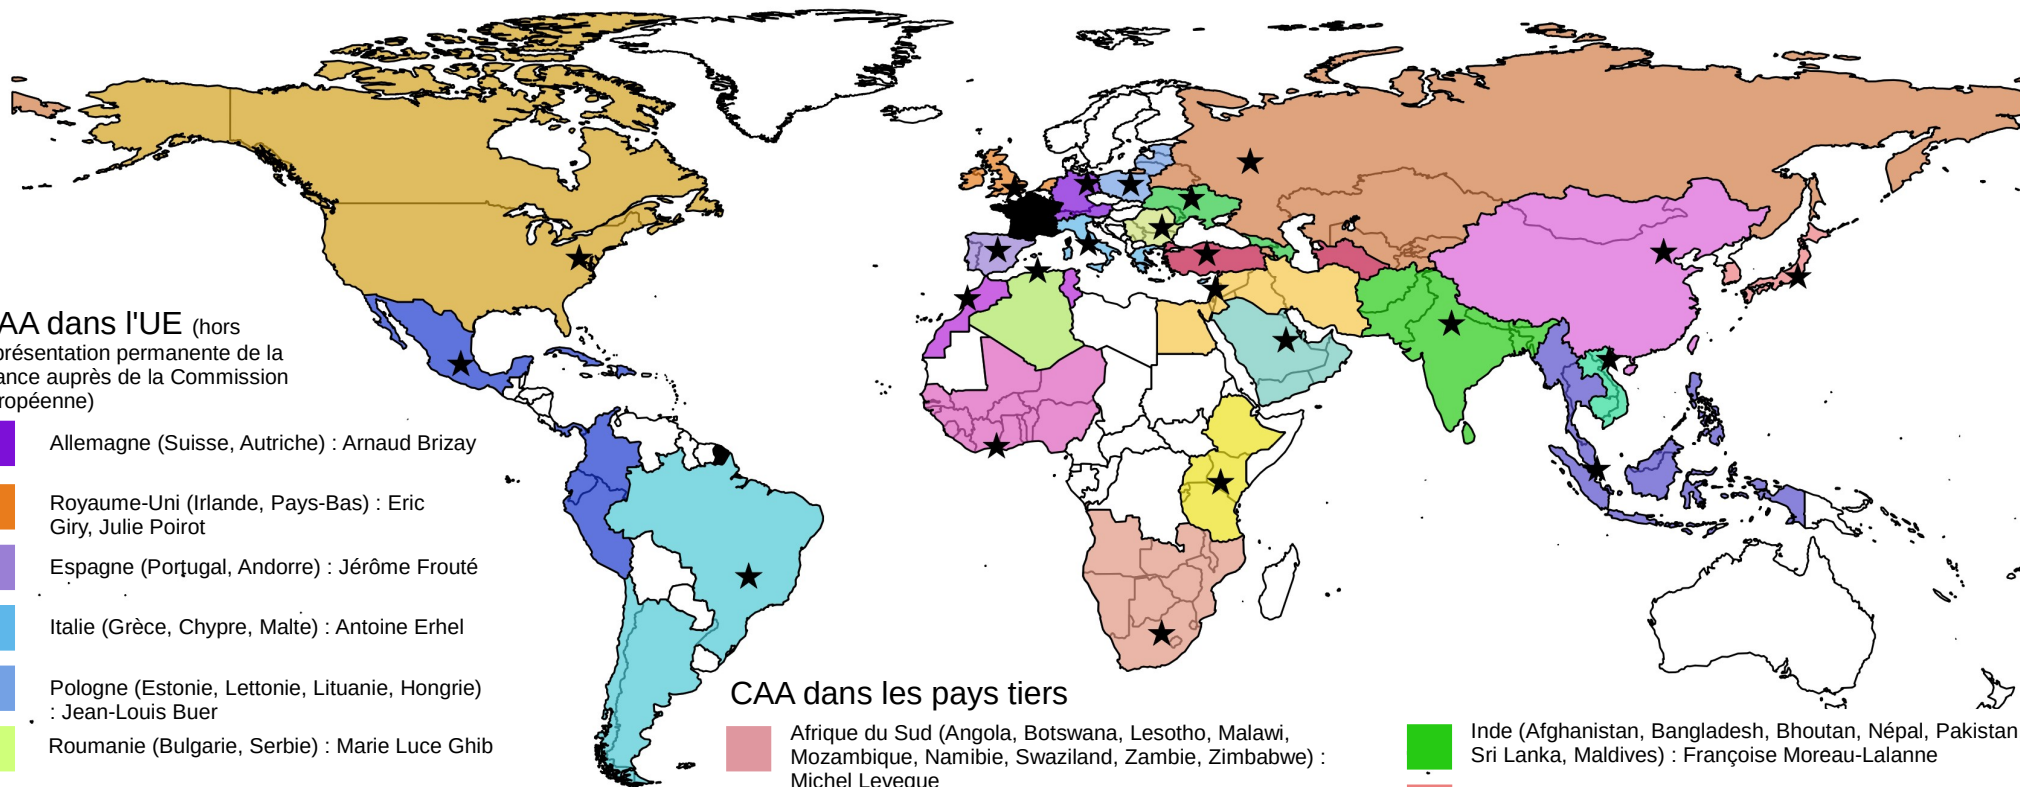 AA dans l'UE (hors
présentation permanente de la
ance auprès de la Commission
ropéenne)
Allemagne (Suisse, Autriche) : Arnaud Brizay
Royaume-Uni (Irlande, Pays-Bas) : Eric
Giry, Julie Poirot
Espagne (Portugal, Andorre) : Jérôme Frouté
Italie (Grèce, Chypre, Malte) : Antoine Erhel
Pologne (Estonie, Lettonie, Lituanie, Hongrie)
: Jean-Louis Buer
Roumanie (Bulgarie, Serbie) : Marie Luce Ghib
CAA dans les pays tiers
Afrique du Sud (Angola, Botswana, Lesotho, Malawi,
Mozambique, Namibie, Swaziland, Zambie, Zimbabwe) :
Michel Leveque
Inde (Afghanistan, Bangladesh, Bhoutan, Népal, Pakistan
Sri Lanka, Maldives) : Françoise Moreau-Lalanne